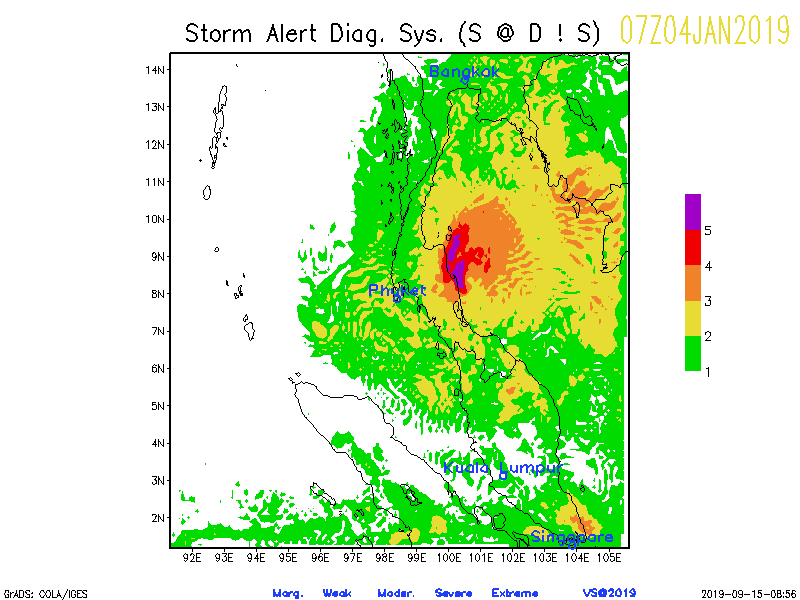 Storm Alert Diag. Sys. (S @ D ! S) 07Z04JAN2019
14N
Bangkok
13N
12N
11N
10N
9N
8N
Phuket
7N
6N
5N
4N
3N
Kuala Lumpur
2N
Singapore
92E 93E 94E 95E 96E 97E 98E 99E 100E 101E 102E 103E 104E 105E
5
4
3
2
1
GrADS: COLA/IGES Marg. Weak Moder. Severe Extreme VS@2019 2019-09-15-08:56